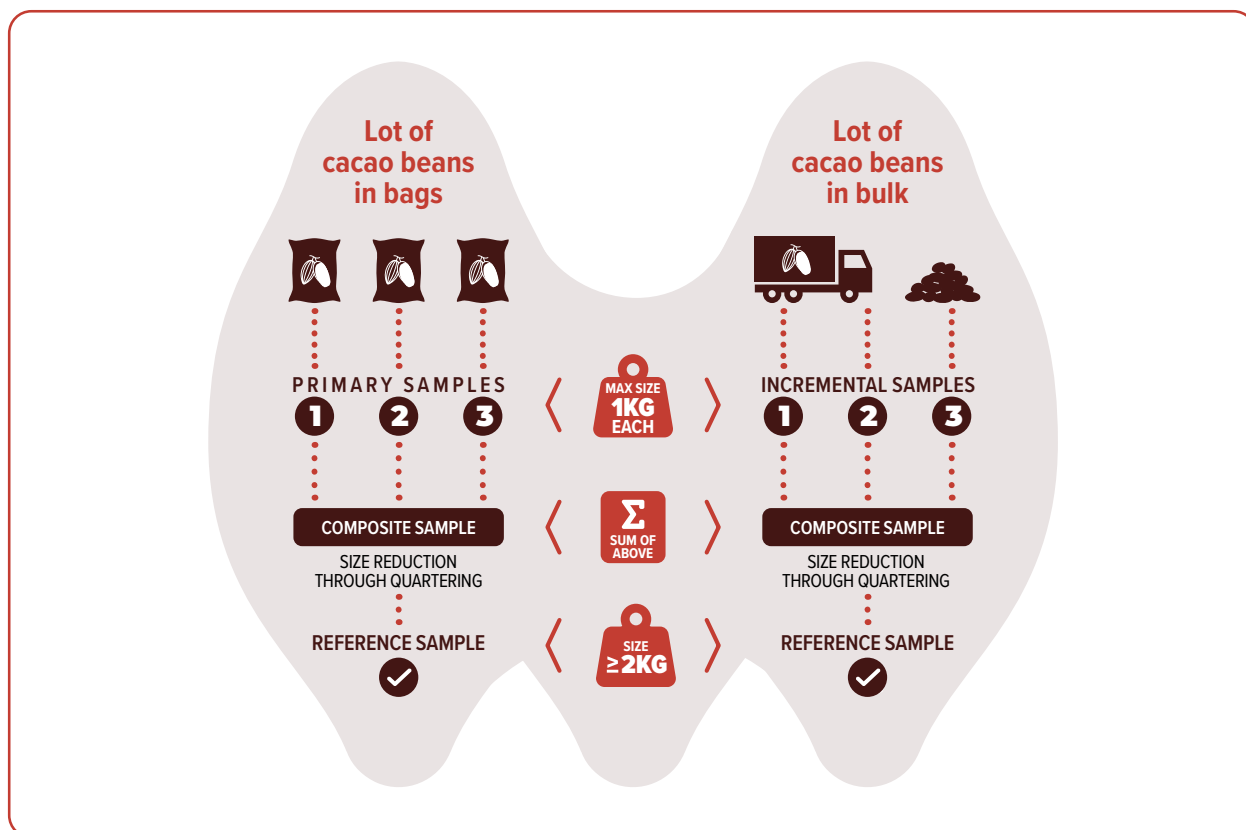 Lot of
cacao beans
in bags
Lot of
cacao beans
in bulk
PRIMARY SAMPLES
1 2 3
MAX SIZE
1KG
EACH
INCREMENTAL SAMPLES
1 2 3
COMPOSITE SAMPLE
SIZE REDUCTION
THROUGH QUARTERING
Σ
SUM OF
ABOVE
COMPOSITE SAMPLE
SIZE REDUCTION
THROUGH QUARTERING
REFERENCE SAMPLE
SIZE
≥2KG
REFERENCE SAMPLE